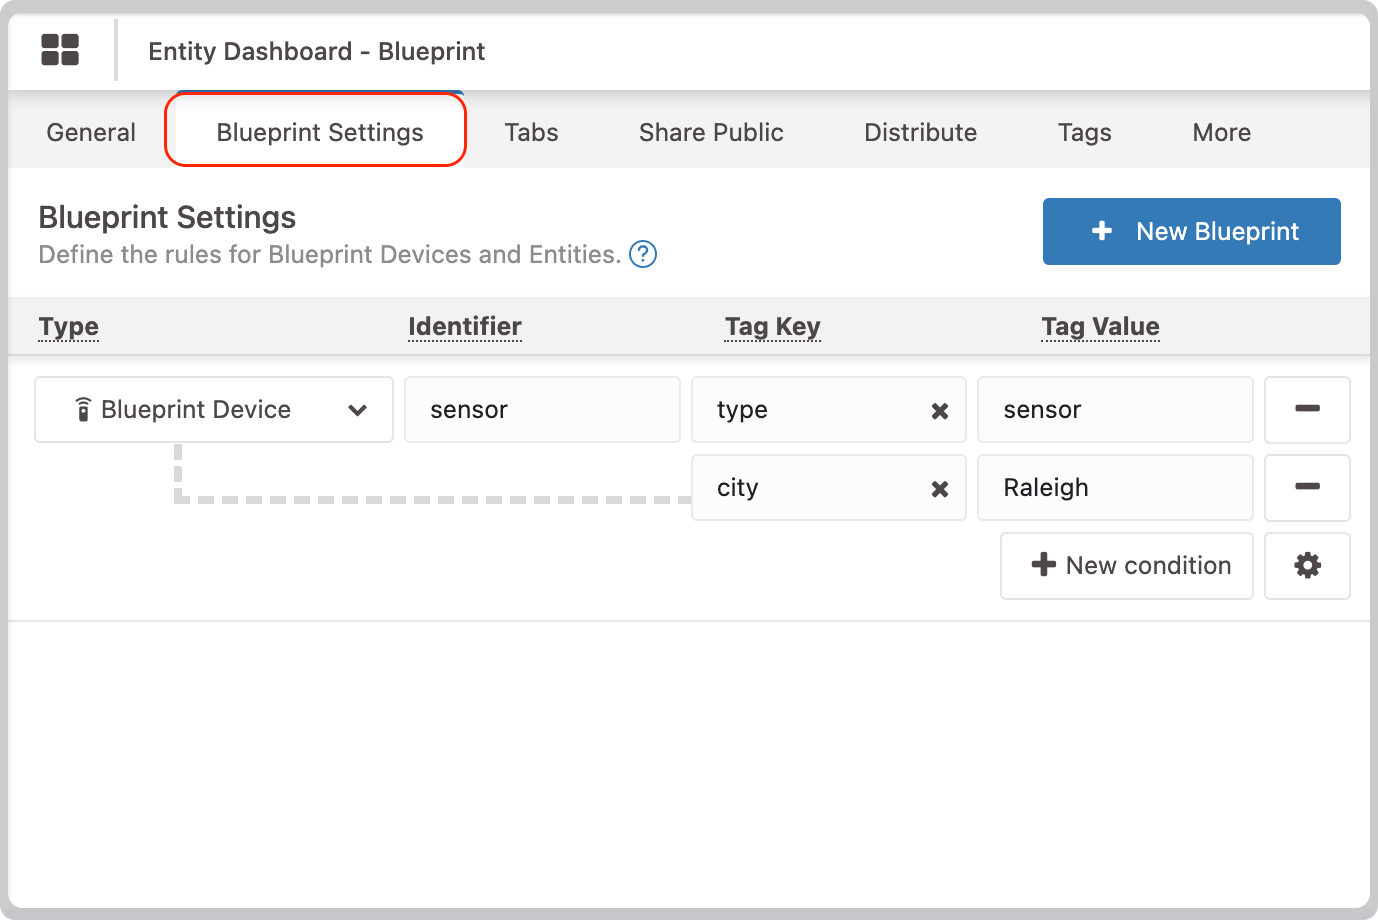 Entity Dashboard - Blueprint
General Blueprint Settings Tabs Share Public Distribute Tags More
Blueprint Settings
Define the rules for Blueprint Devices and Entities. ?
+ New Blueprint
Type Identifier Tag Key Tag Value
Blueprint Device sensor type sensor
city Raleigh
+ New condition